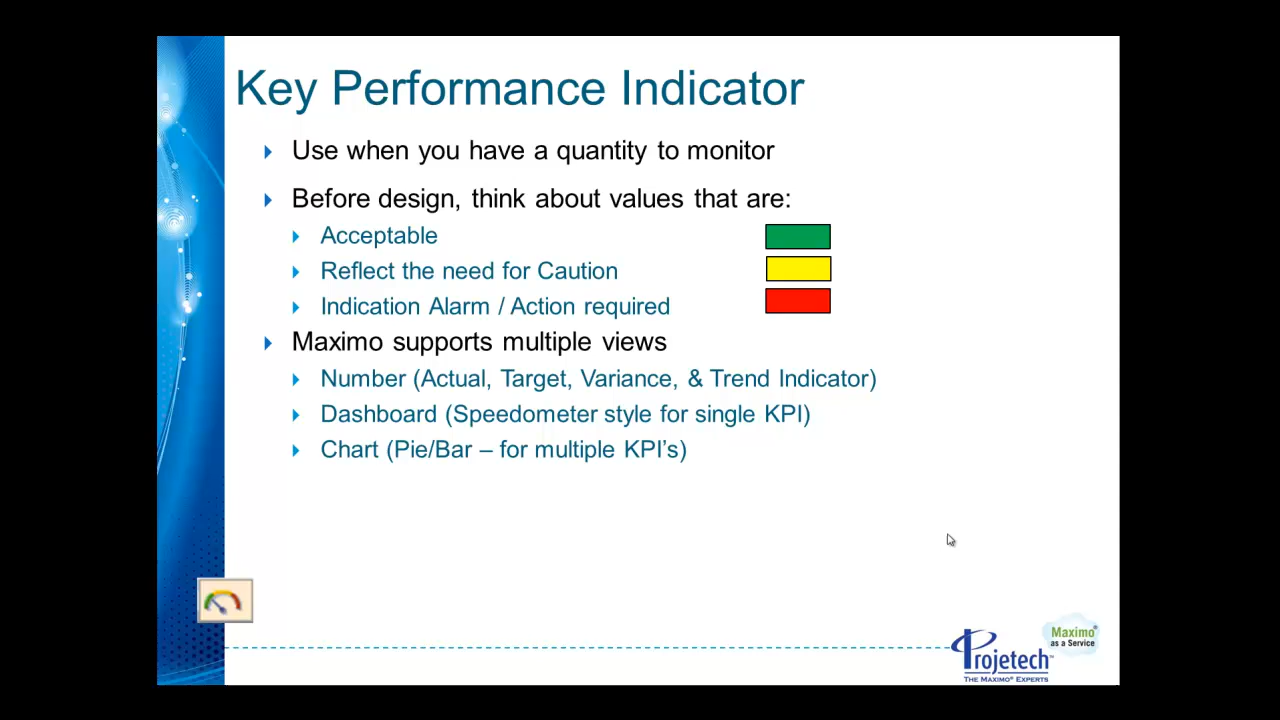 Key Performance Indicator
Use when you have a quantity to monitor
Before design, think about values that are:
Acceptable
Reflect the need for Caution
Indication Alarm / Action required
Maximo supports multiple views
Number (Actual, Target, Variance, & Trend Indicator)
Dashboard (Speedometer style for single KPI)
Chart (Pie/Bar – for multiple KPI’s)
Maximo®
as a Service
Projetech™
THE MAXIMO® EXPERTS